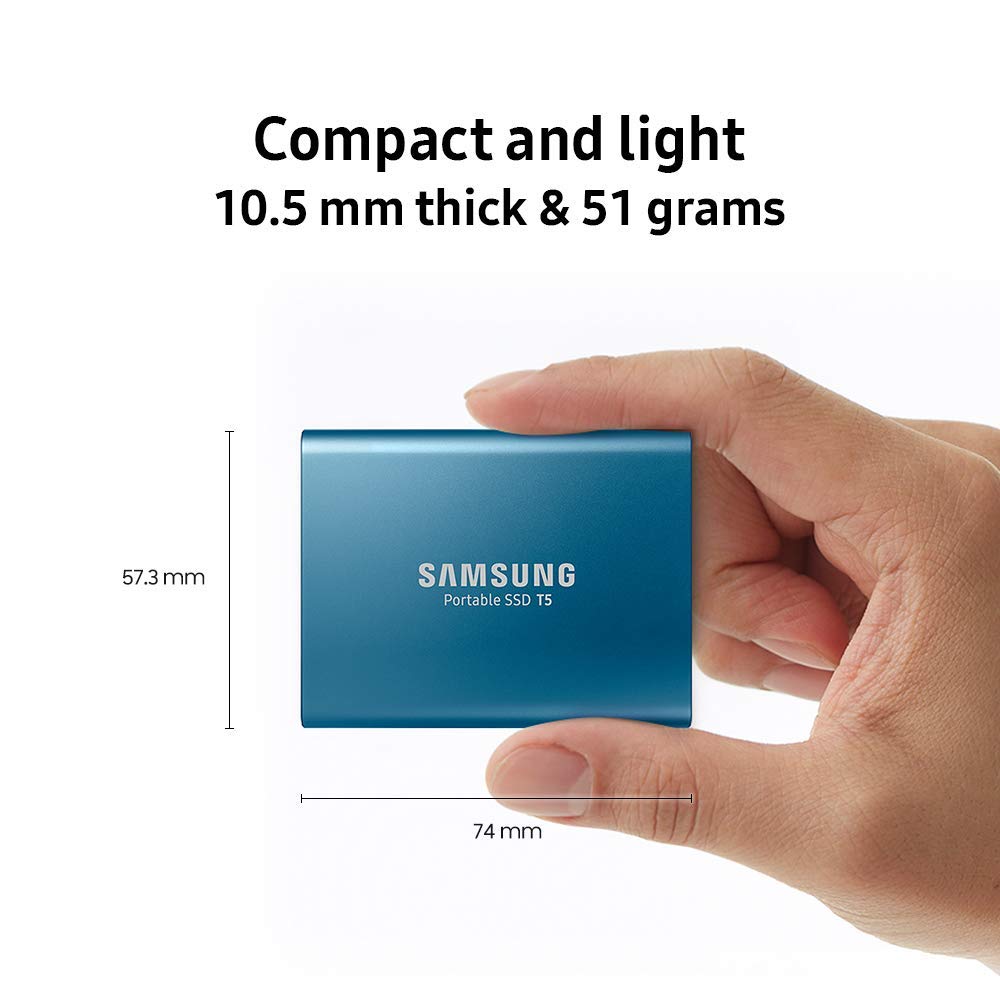 Compact and light
10.5 mm thick & 51 grams
57.3 mm
SAMSUNG
Portable SSD T5
74 mm